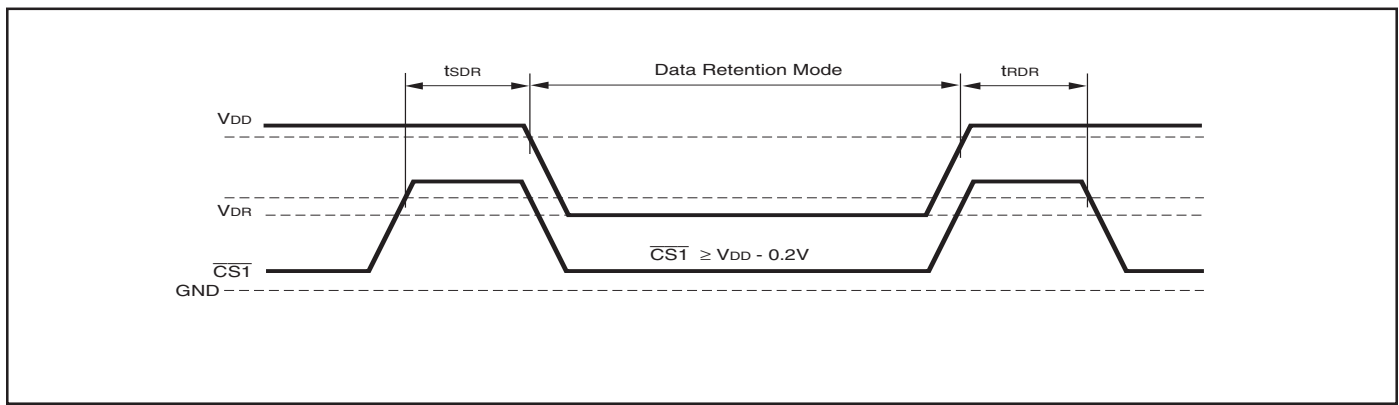 tSDR Data Retention Mode tRDR
VDD
VDR
CS1 ≥ VDD - 0.2V
CS1
GND